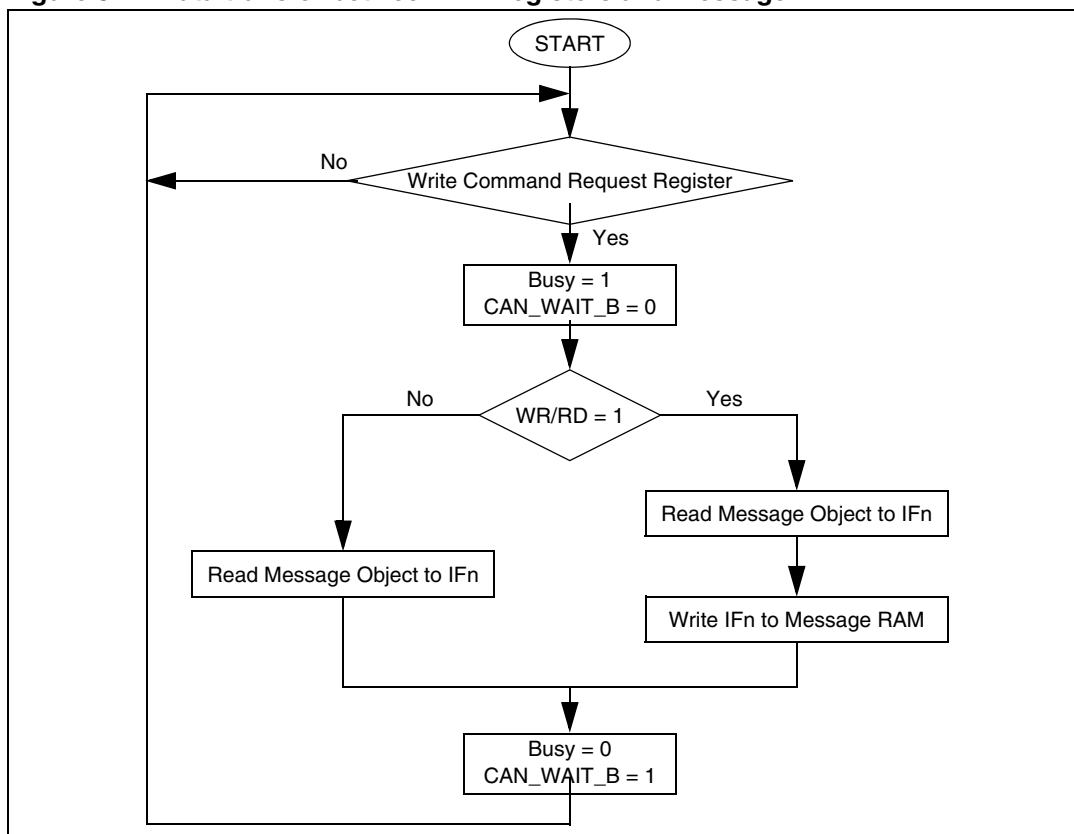 START
No
Write Command Request Register
Yes
Busy = 1
CAN_WAIT_B = 0
No
Yes
WR/RD = 1
Read Message Object to IFn
Read Message Object to IFn
Write IFn to Message RAM
Busy = 0
CAN_WAIT_B = 1